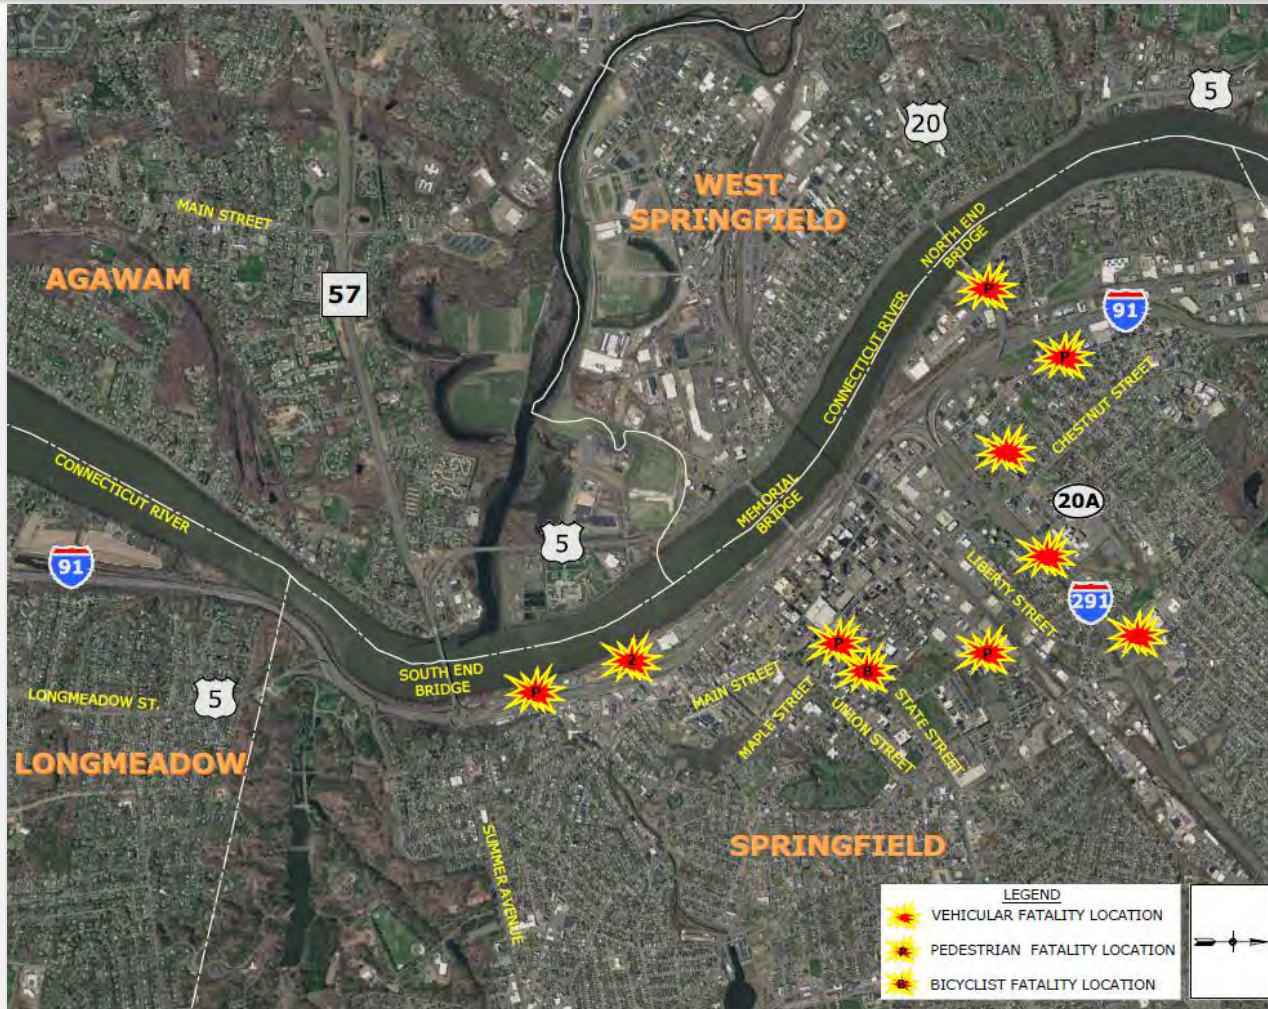 5
20
WEST
SPRINGFIELD
MAIN STREET
NORTH END
BRIDGE
AGAWAM
57
P
91
CONNECTICUT RIVER
P
CHESTNUT STREET
CONNECTICUT RIVER
MEMORIAL
BRIDGE
20A
5
91
LIBERTY STREET
291
P
P
2
B
SOUTH END
BRIDGE
P
MAIN STREET
LONGMEADOW ST.
5
MAPLE STREET
UNION STREET
STATE STREET
LONGMEADOW
SUMMER AVENUE
SPRINGFIELD
LEGEND
VEHICULAR FATALITY LOCATION
P PEDESTRIAN FATALITY LOCATION
B BICYCLIST FATALITY LOCATION